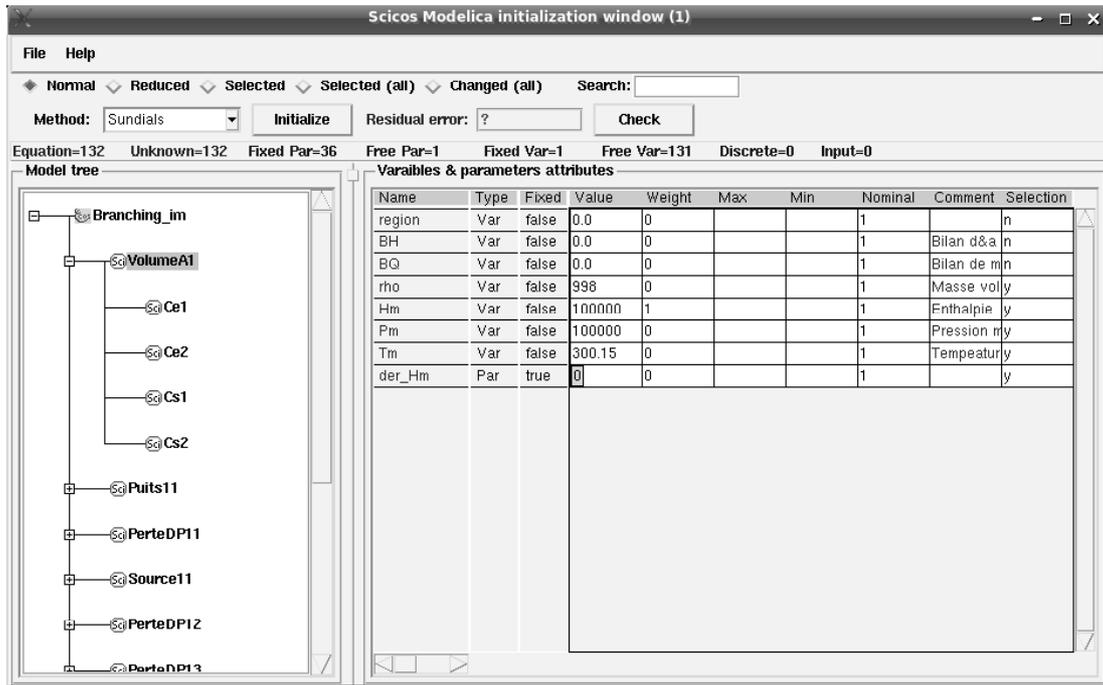 Scicos Modelica initialization window (1)
File Help
Normal Reduced Selected Selected (all) Changed (all) Search:
Method: Sundials Initialize Residual error: ? Check
Equation=132 Unknown=132 Fixed Par=36 Free Par=1 Fixed Var=1 Free Var=131 Discrete=0 Input=0
Model tree
Branching_im
VolumeA1
Ce1
Ce2
Cs1
Cs2
Puits11
PerteDP11
Source11
PerteDP12
PerteDP13
Varaibles & parameters attributes
Name Type Fixed Value Weight Max Min Nominal Comment Selection
region Var false 0.0 0 1 n
BH Var false 0.0 0 1 Bilan d&a n
BQ Var false 0.0 0 1 Bilan de m n
rho Var false 998 0 1 Masse vol y
Hm Var false 100000 1 1 Enthalpie y
Pm Var false 100000 0 1 Pression m y
Tm Var false 300.15 0 1 Tempeatur y
der_Hm Par true 0 0 1 y